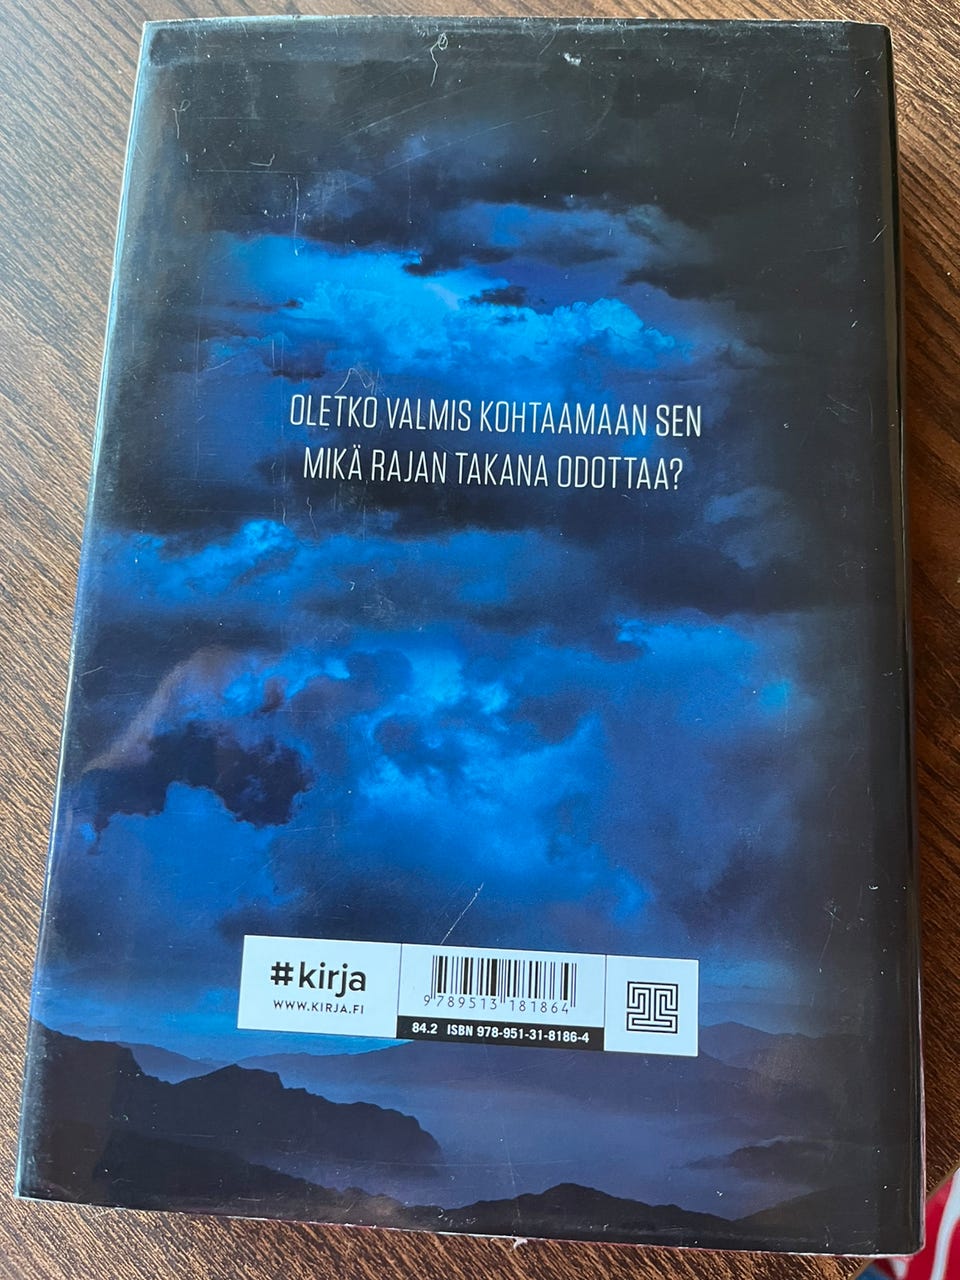 OLETKO VALMIS KOHTAAMAAN SEN
MIKÄ RAJAN TAKANA ODOTTAA?
#kirja
WWW.KIRJA.FI
9 789513 181864
84.2 ISBN 978-951-31-8186-4